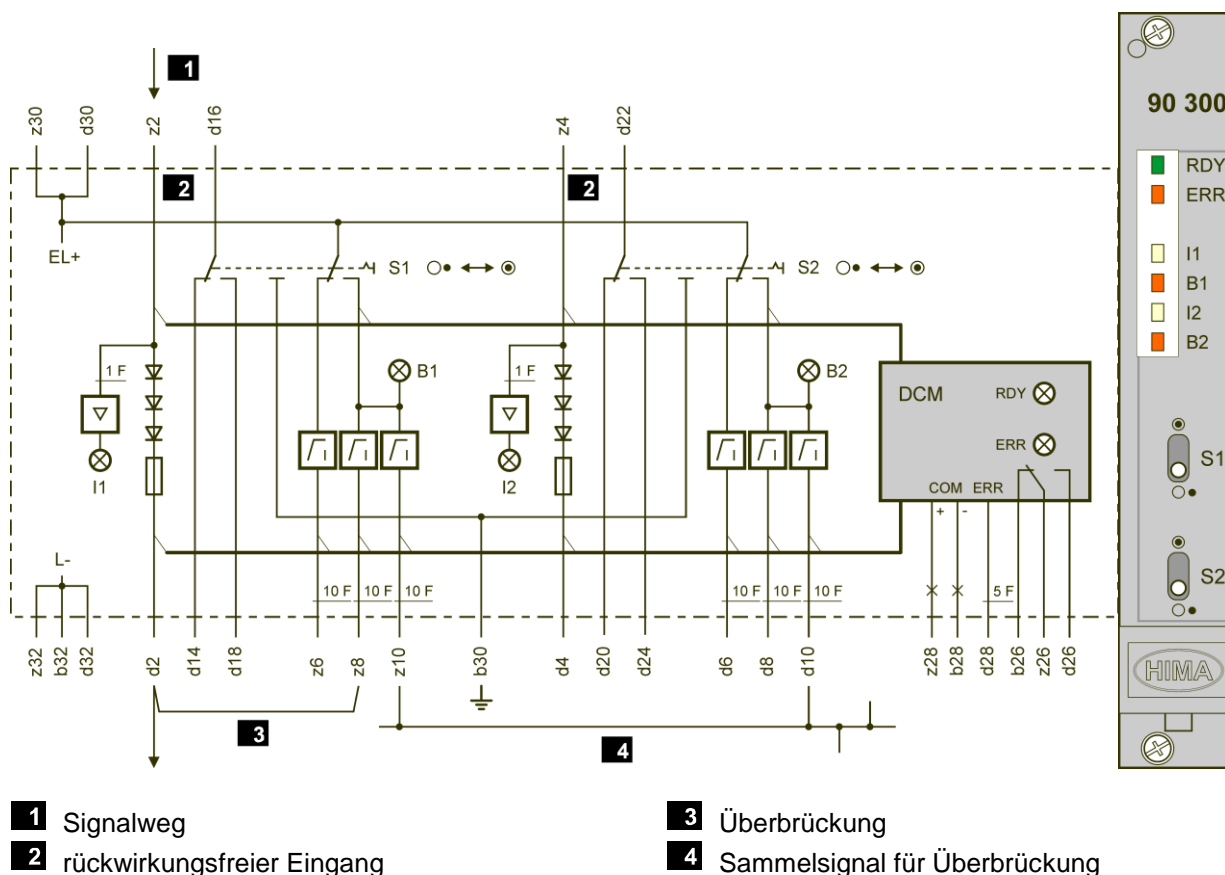 1
z30 d30 z2 d16 z4 d22
90 300
2 2
RDY
ERR
EL+
S1 S2
I1
B1
I2
B2
1 F B1 1 F B2
DCM RDY
ERR
I1 I2
COM ERR
+ -
S1
L-
10 F 10 F 10 F 10 F 10 F 10 F 5 F
S2
z32 b32 d32 d2 d14 d18 z6 z8 z10 b30 d4 d20 d24 d6 d8 d10 z28 b28 d28 b26 z26 d26
HIMA
3
4
1 Signalweg
2 rückwirkungsfreier Eingang
3 Überbrückung
4 Sammelsignal für Überbrückung